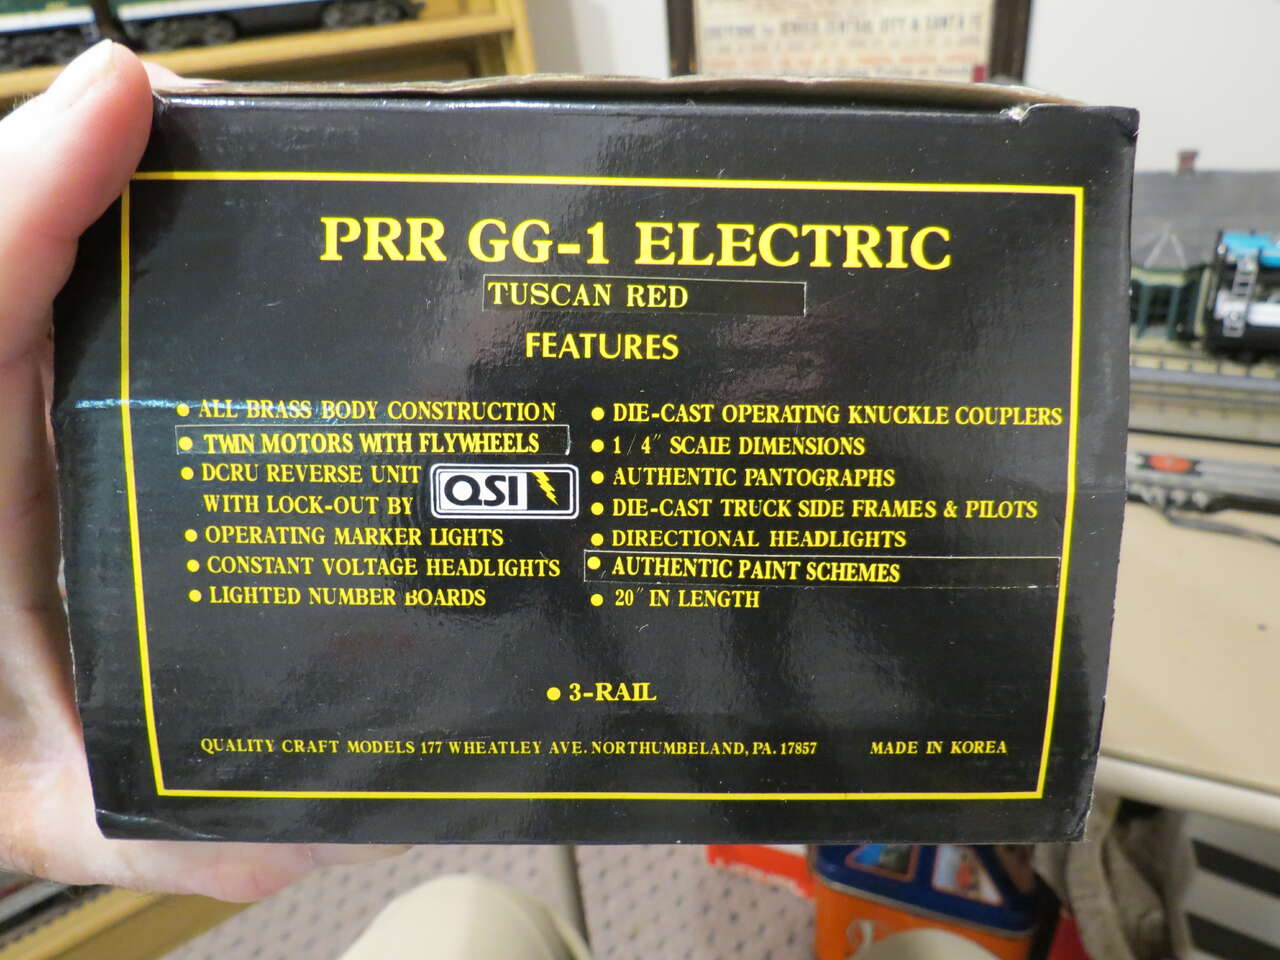 PRR GG-1 ELECTRIC
TUSCAN RED
FEATURES
● ALL BRASS BODY CONSTRUCTION
● TWIN MOTORS WITH FLYWHEELS
● DCRU REVERSE UNIT
WITH LOCK-OUT BY QSI
● OPERATING MARKER LIGHTS
● CONSTANT VOLTAGE HEADLIGHTS
● LIGHTED NUMBER BOARDS
● DIE-CAST OPERATING KNUCKLE COUPLERS
● 1/4" SCALE DIMENSIONS
● AUTHENTIC PANTOGRAPHS
● DIE-CAST TRUCK SIDE FRAMES & PILOTS
● DIRECTIONAL HEADLIGHTS
● AUTHENTIC PAINT SCHEMES
● 20" IN LENGTH
● 3-RAIL
QUALITY CRAFT MODELS 177 WHEATLEY AVE. NORTHUMBELAND, PA. 17857 MADE IN KOREA